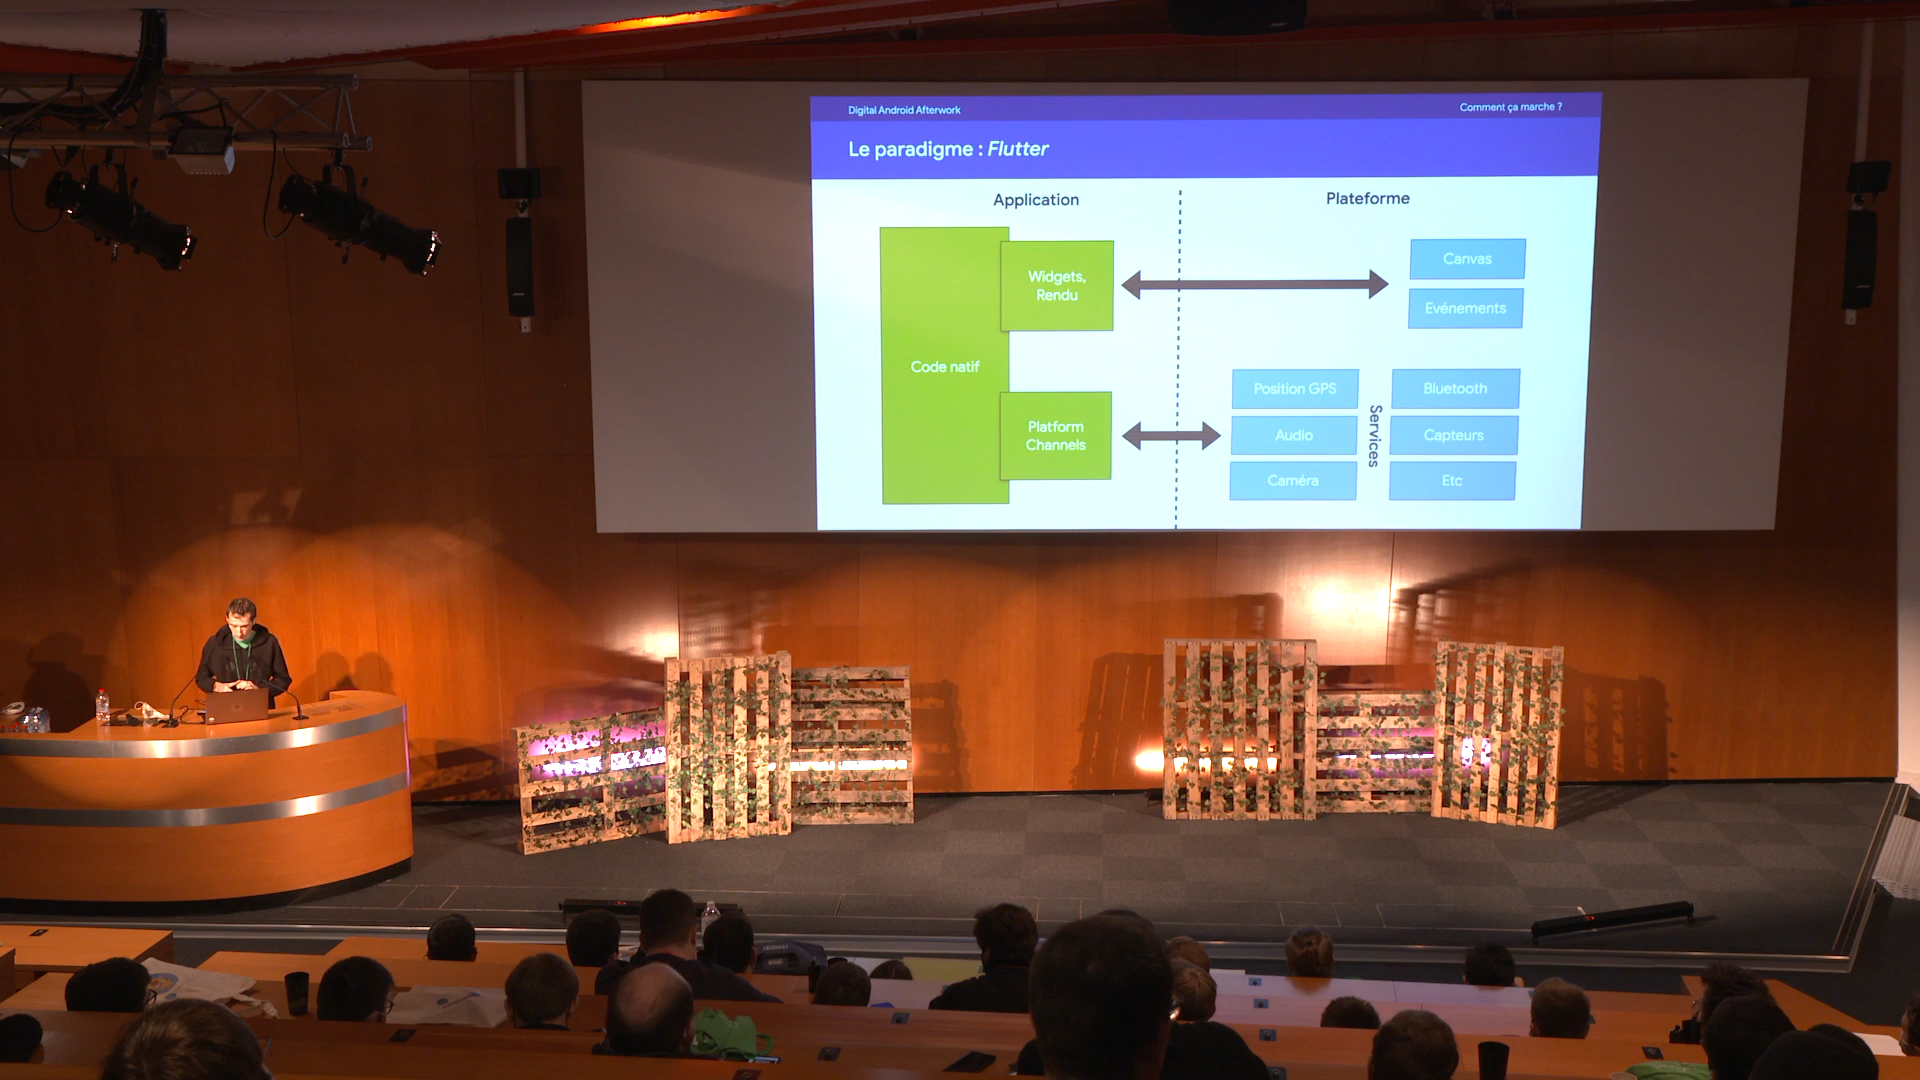 Digital Android Afterwork
Comment ça marche ?
Le paradigme : Flutter
Application
Plateforme
Widgets,
Rendu
Code natif
Platform
Channels
Canvas
Evénements
Position GPS
Audio
Caméra
Services
Bluetooth
Capteurs
Etc